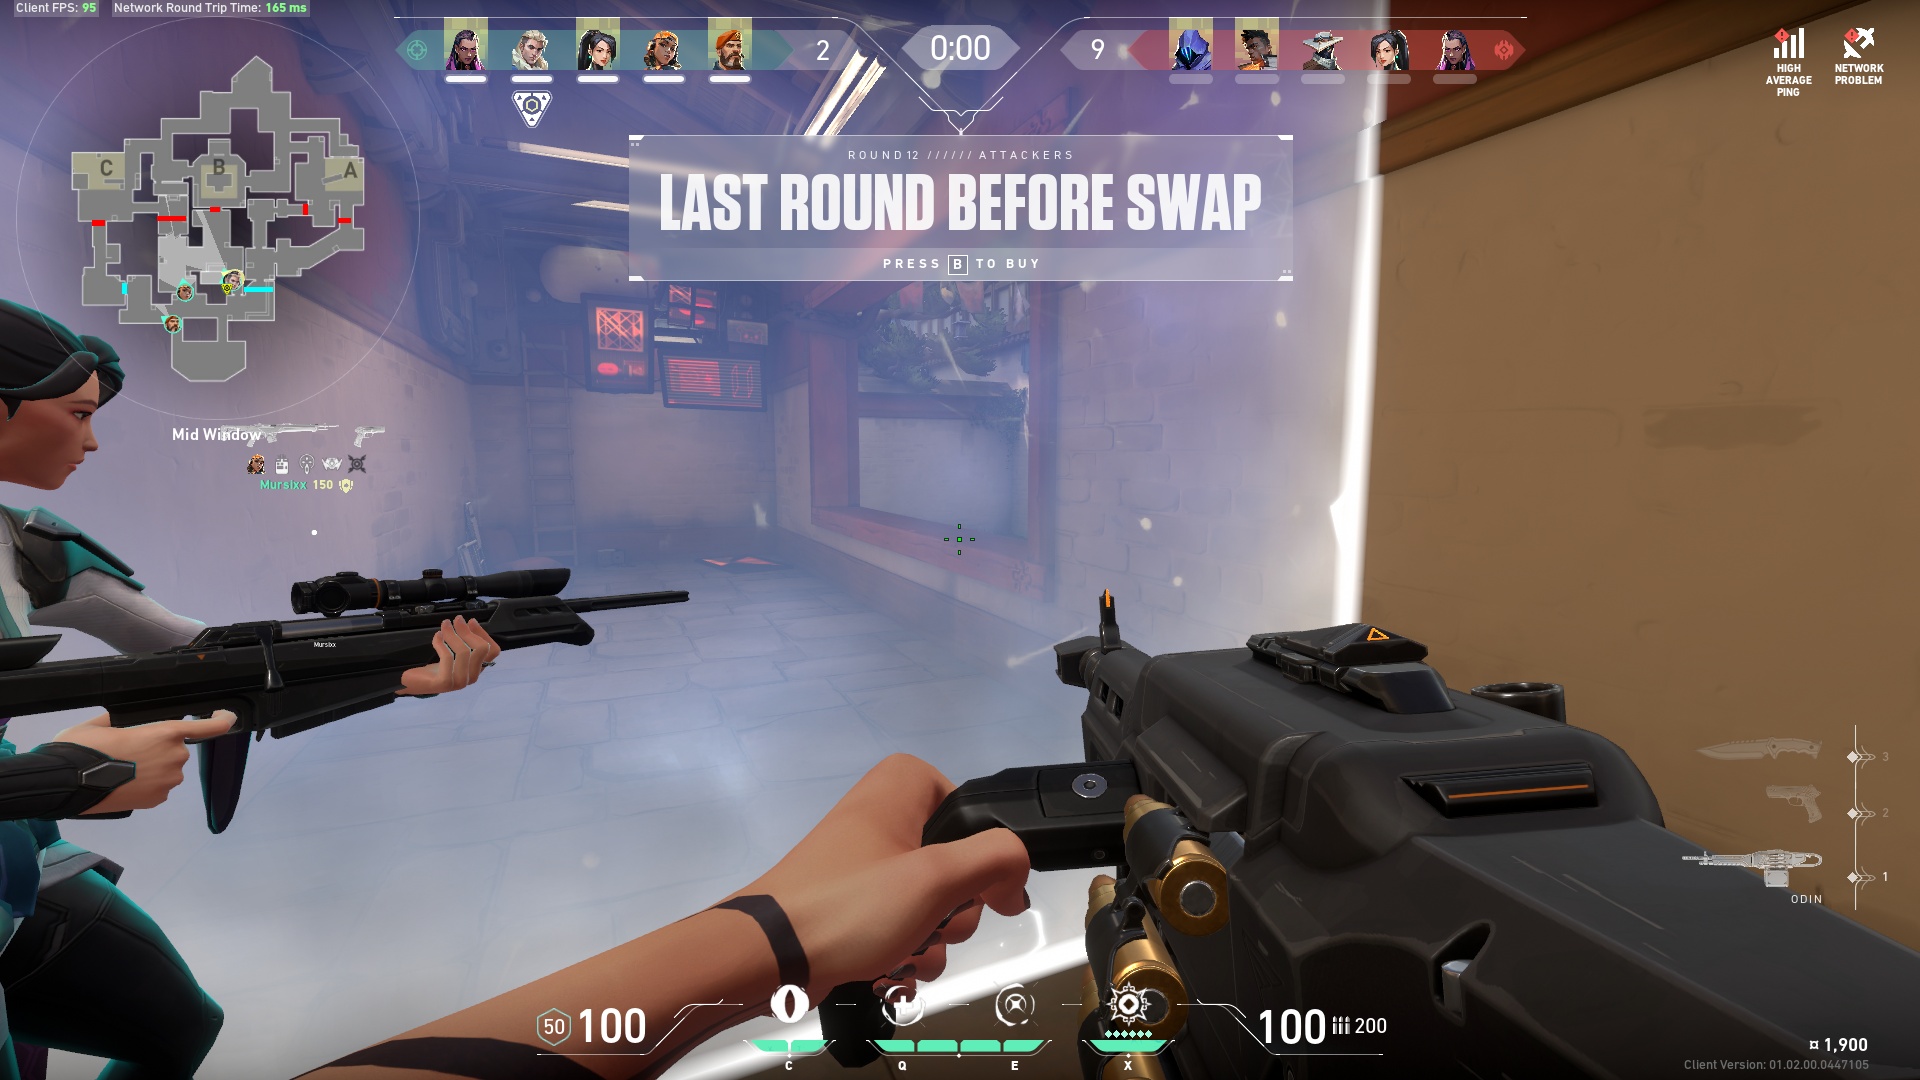 Client FPS: 95 Network Round Trip Time: 165 ms
2 0:00 9
HIGH AVERAGE PING
NETWORK PROBLEM
ROUND 12 ////// ATTACKERS
LAST ROUND BEFORE SWAP
PRESS B TO BUY
C B A
Mid Window
Mursixx 150
Mursixx
3
2
1
ODIN
50 100
100 200
C Q E X
¤ 1,900
Client Version: 01.02.00.0447105